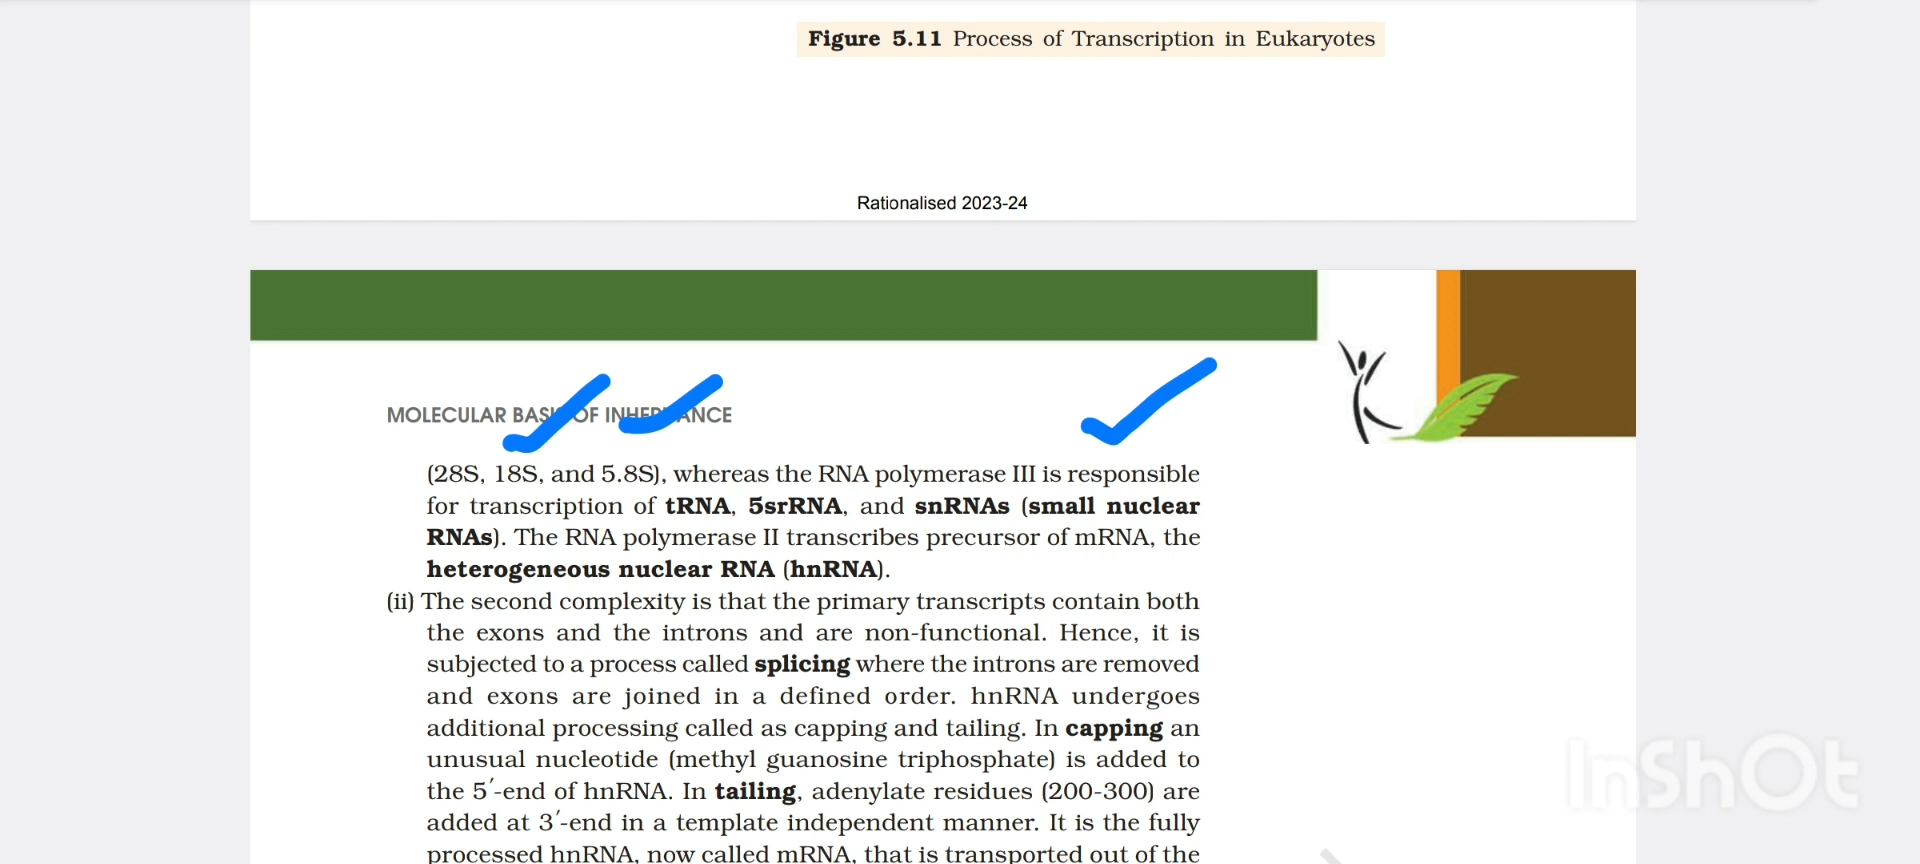 Figure 5.11 Process of Transcription in Eukaryotes
Rationalised 2023-24
MOLECULAR BASIS OF INHERITANCE
(28S, 18S, and 5.8S), whereas the RNA polymerase III is responsible
for transcription of tRNA, 5srRNA, and snRNAs (small nuclear
RNAs). The RNA polymerase II transcribes precursor of mRNA, the
heterogeneous nuclear RNA (hnRNA).
(ii) The second complexity is that the primary transcripts contain both
the exons and the introns and are non-functional. Hence, it is
subjected to a process called splicing where the introns are removed
and exons are joined in a defined order. hnRNA undergoes
additional processing called as capping and tailing. In capping an
unusual nucleotide (methyl guanosine triphosphate) is added to
the 5′-end of hnRNA. In tailing, adenylate residues (200-300) are
added at 3′-end in a template independent manner. It is the fully
processed hnRNA, now called mRNA, that is transported out of the
InShOt